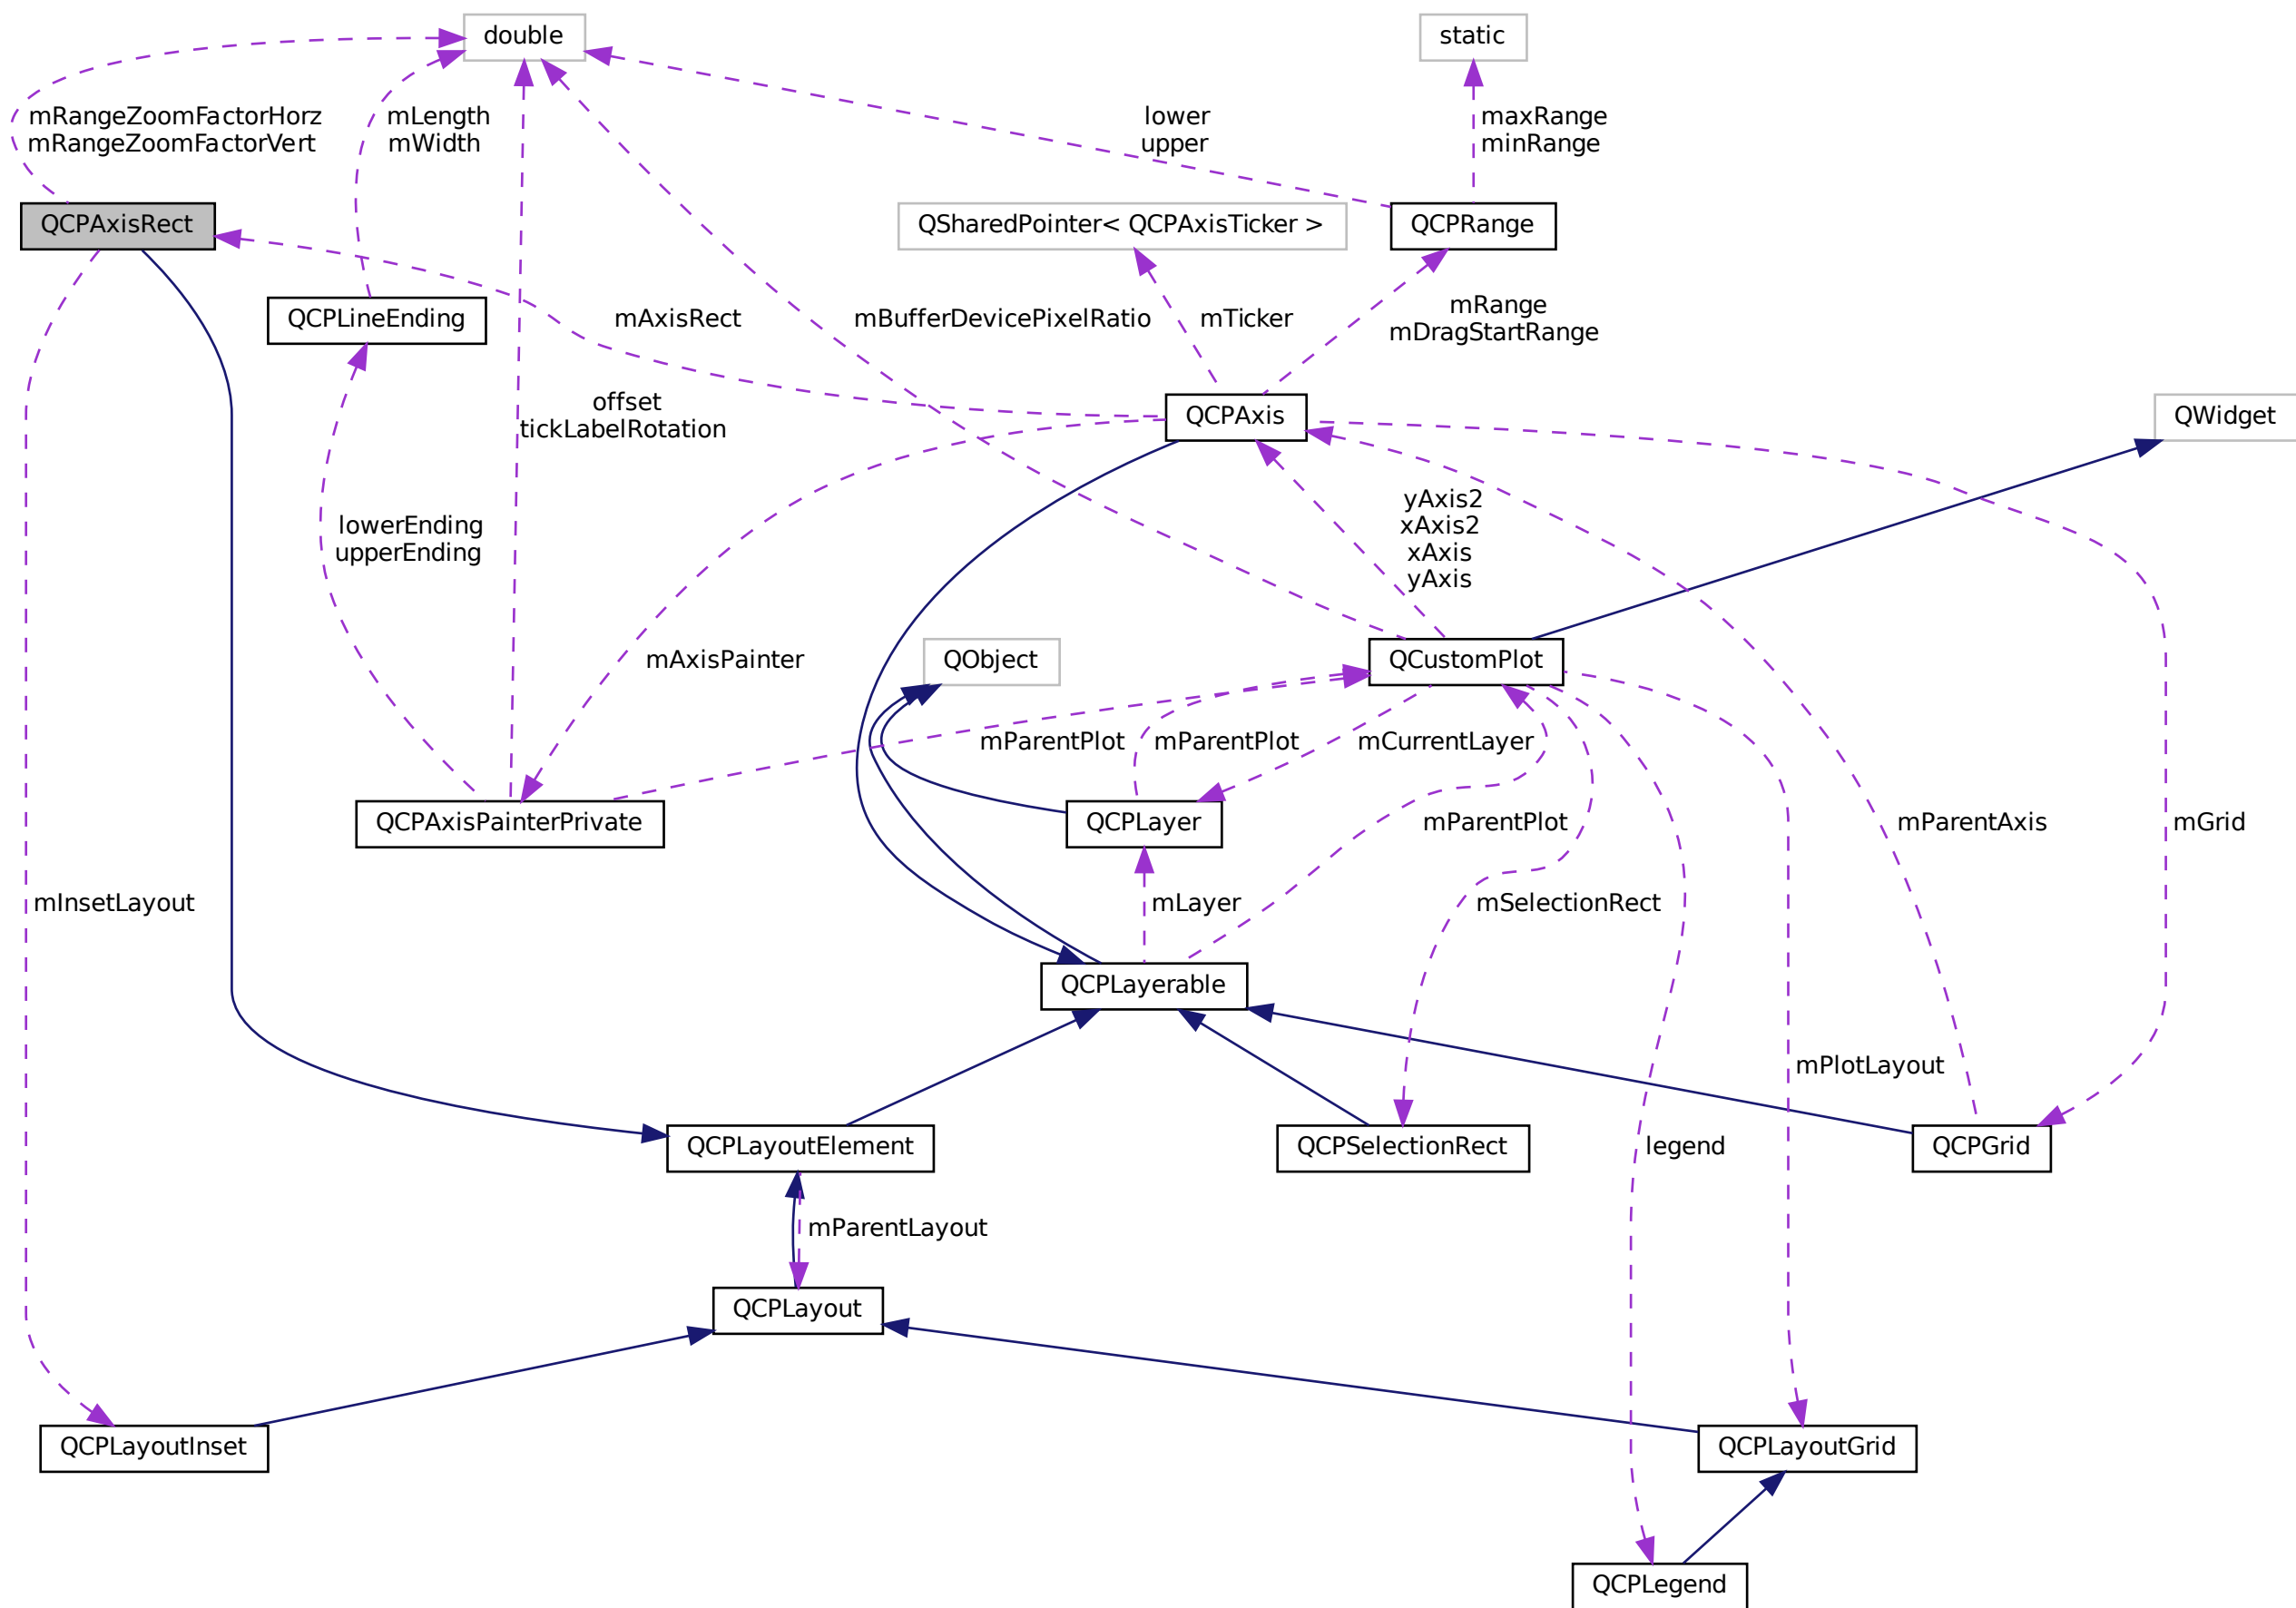 double
static
mRangeZoomFactorHorz
mRangeZoomFactorVert
mLength
mWidth
lower
upper
maxRange
minRange
QCPAxisRect
QSharedPointer< QCPAxisTicker >
QCPRange
QCPLineEnding
mAxisRect
mBufferDevicePixelRatio
mTicker
mRange
mDragStartRange
offset
tickLabelRotation
QCPAxis
QWidget
lowerEnding
upperEnding
yAxis2
xAxis2
xAxis
yAxis
mAxisPainter
QObject
QCustomPlot
mParentPlot
mParentPlot
mCurrentLayer
QCPAxisPainterPrivate
QCPLayer
mParentPlot
mParentAxis
mGrid
mInsetLayout
mLayer
mSelectionRect
QCPLayerable
mPlotLayout
QCPLayoutElement
QCPSelectionRect
legend
QCPGrid
mParentLayout
QCPLayout
QCPLayoutInset
QCPLayoutGrid
QCPLegend